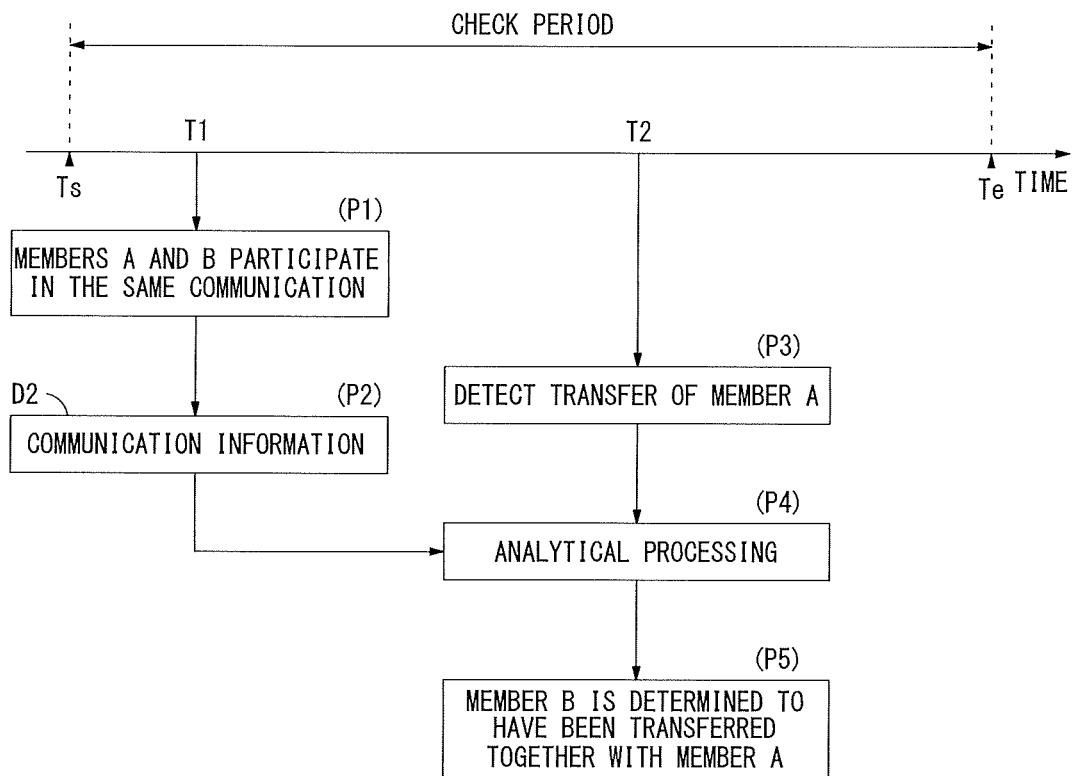 CHECK PERIOD
T1
T2
Ts
Te
TIME
(P1)
MEMBERS A AND B PARTICIPATE
IN THE SAME COMMUNICATION
(P3)
DETECT TRANSFER OF MEMBER A
D2
(P2)
COMMUNICATION INFORMATION
(P4)
ANALYTICAL PROCESSING
(P5)
MEMBER B IS DETERMINED TO
HAVE BEEN TRANSFERRED
TOGETHER WITH MEMBER A